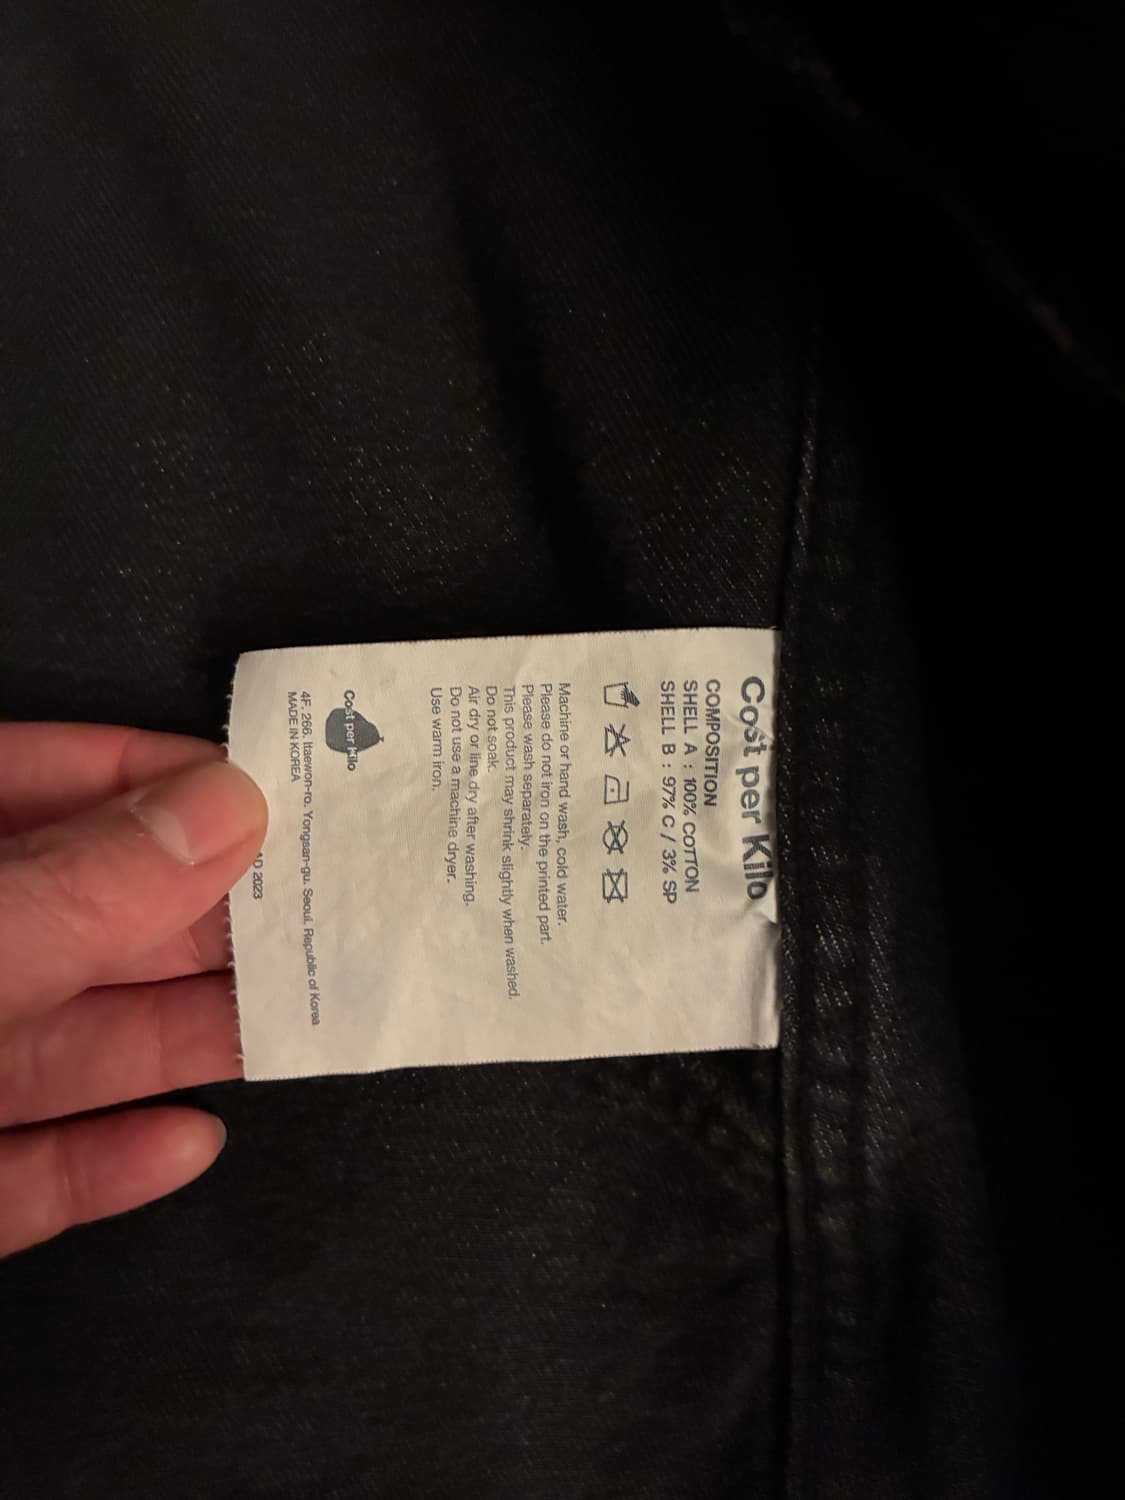 Cost per Kilo
COMPOSITION
SHELL A : 100% COTTON
SHELL B : 97% C / 3% SP
Machine or hand wash, cold water.
Please do not iron on the printed part.
Please wash separately.
This product may shrink slightly when washed.
Do not soak.
Air dry or line dry after washing.
Do not use a machine dryer.
Use warm iron.
Cost per Kilo
4F. 266. Itaewon-ro. Yongsan-gu. Seoul. Republic of Korea
MADE IN KOREA
2023